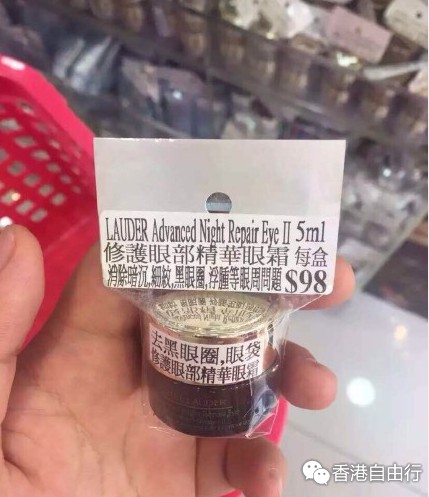 LAUDER Advanced Night Repair Eye II 5ml
修護眼部精華眼霜 每盒
消除暗沉,細紋,黑眼圈,浮腫等眼周問題 $98
去黑眼圈,眼袋
修護眼部精華眼霜
LAUDER
香港自由行